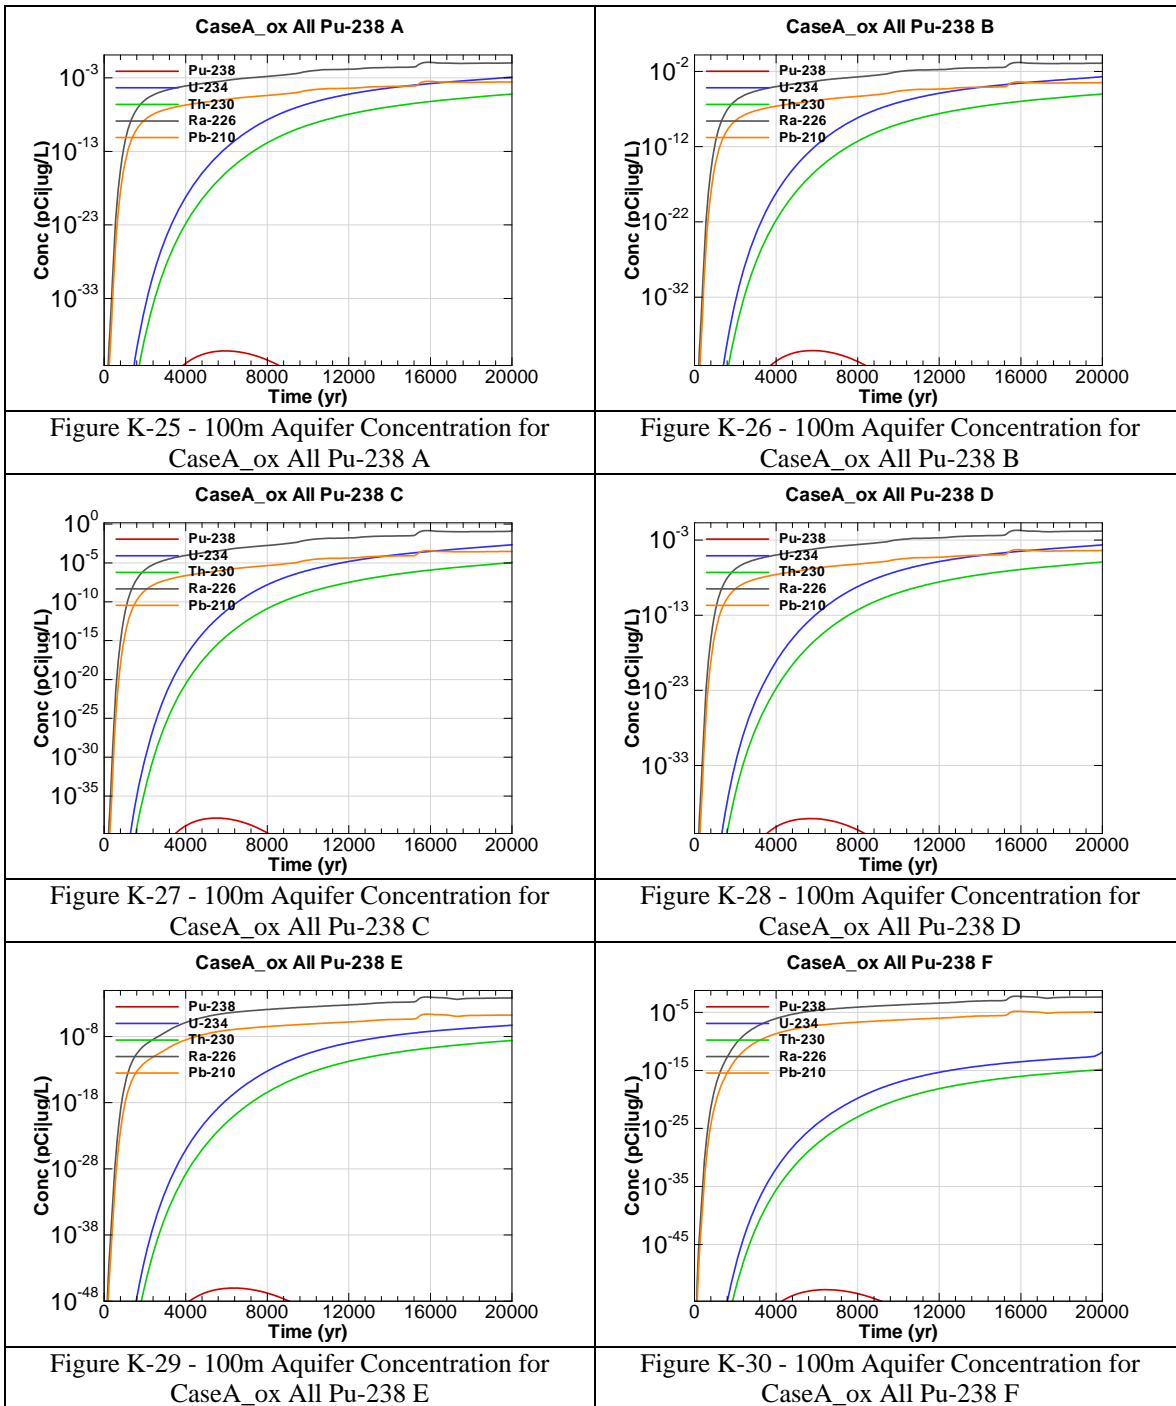 CaseA_ox All Pu-238 A
Conc (pCi|ug/L)
10-3
10-13
10-23
10-33
Pu-238
U-234
Th-230
Ra-226
Pb-210
0 4000 8000 12000 16000 20000
Time (yr)
Figure K-25 - 100m Aquifer Concentration for
CaseA_ox All Pu-238 A
CaseA_ox All Pu-238 B
Conc (pCi|ug/L)
10-2
10-12
10-22
10-32
Pu-238
U-234
Th-230
Ra-226
Pb-210
0 4000 8000 12000 16000 20000
Time (yr)
Figure K-26 - 100m Aquifer Concentration for
CaseA_ox All Pu-238 B
CaseA_ox All Pu-238 C
Conc (pCi|ug/L)
100
10-5
10-10
10-15
10-20
10-25
10-30
10-35
Pu-238
U-234
Th-230
Ra-226
Pb-210
0 4000 8000 12000 16000 20000
Time (yr)
Figure K-27 - 100m Aquifer Concentration for
CaseA_ox All Pu-238 C
CaseA_ox All Pu-238 D
Conc (pCi|ug/L)
10-3
10-13
10-23
10-33
Pu-238
U-234
Th-230
Ra-226
Pb-210
0 4000 8000 12000 16000 20000
Time (yr)
Figure K-28 - 100m Aquifer Concentration for
CaseA_ox All Pu-238 D
CaseA_ox All Pu-238 E
Conc (pCi|ug/L)
10-8
10-18
10-28
10-38
10-48
Pu-238
U-234
Th-230
Ra-226
Pb-210
0 4000 8000 12000 16000 20000
Time (yr)
Figure K-29 - 100m Aquifer Concentration for
CaseA_ox All Pu-238 E
CaseA_ox All Pu-238 F
Conc (pCi|ug/L)
10-5
10-15
10-25
10-35
10-45
Pu-238
U-234
Th-230
Ra-226
Pb-210
0 4000 8000 12000 16000 20000
Time (yr)
Figure K-30 - 100m Aquifer Concentration for
CaseA_ox All Pu-238 F